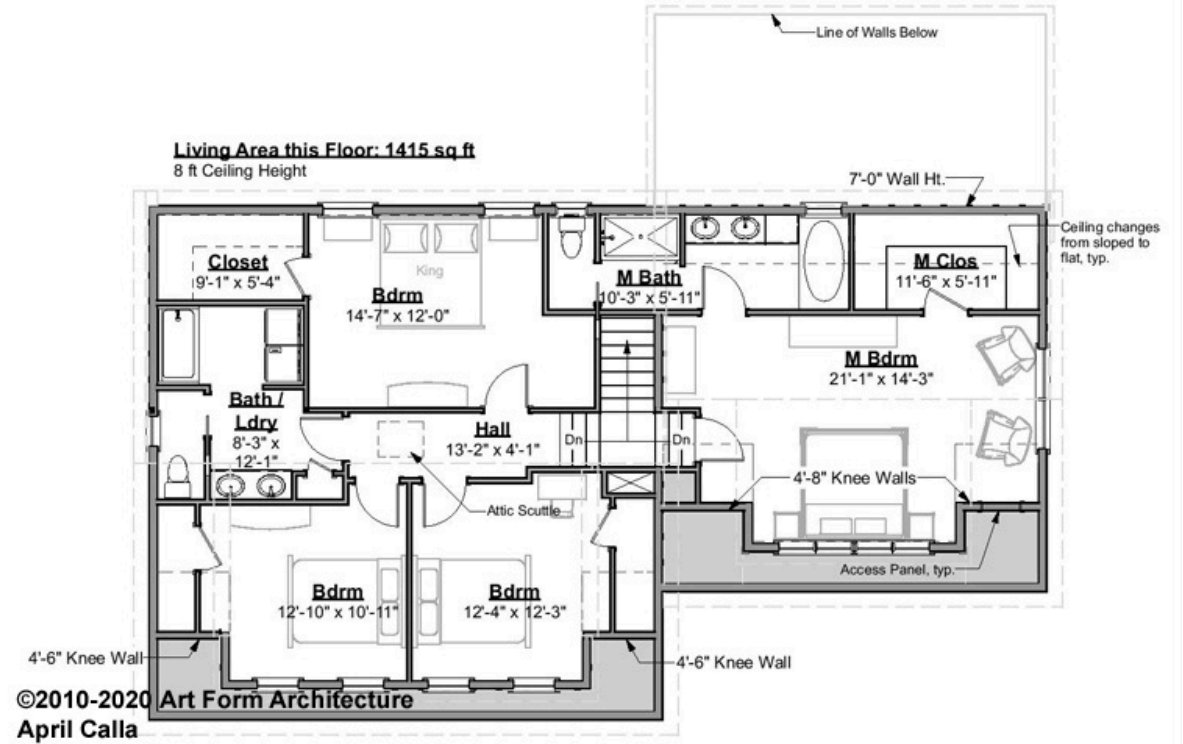 Line of Walls Below
Living Area this Floor: 1415 sq ft
8 ft Ceiling Height
7'-0" Wall Ht.
Ceiling changes
from sloped to
flat, typ.
Closet
9'-1" x 5'-4"
King
Bdrm
14'-7" x 12'-0"
M Bath
10'-3" x 5'-11"
M Clos
11'-6" x 5'-11"
M Bdrm
21'-1" x 14'-3"
Bath /
Ldry
8'-3" x
12'-1"
Hall
13'-2" x 4'-1"
Dn
Dn
4'-8" Knee Walls
Attic Scuttle
Access Panel, typ.
Bdrm
12'-10" x 10'-11"
Bdrm
12'-4" x 12'-3"
4'-6" Knee Wall
4'-6" Knee Wall
©2010-2020 Art Form Architecture
April Calla